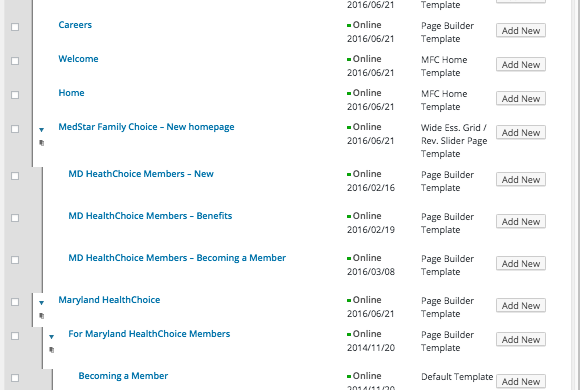 2016/06/21 Template
Careers Online Page Builder Add New
2016/06/21 Template
Welcome Online MFC Home Add New
2016/06/21 Template
Home Online MFC Home Add New
2016/06/21 Template
MedStar Family Choice – New homepage Online Wide Ess. Grid / Add New
2016/06/21 Rev. Slider Page
Template
MD HeathChoice Members – New Online Page Builder Add New
2016/02/16 Template
MD HealthChoice Members – Benefits Online Page Builder Add New
2016/02/19 Template
MD HealthChoice Members – Becoming a Member Online Page Builder Add New
2016/03/08 Template
Maryland HealthChoice Online Page Builder Add New
2016/06/21 Template
For Maryland HealthChoice Members Online Page Builder Add New
2014/11/20 Template
Becoming a Member Online Default Template Add New
2014/11/20